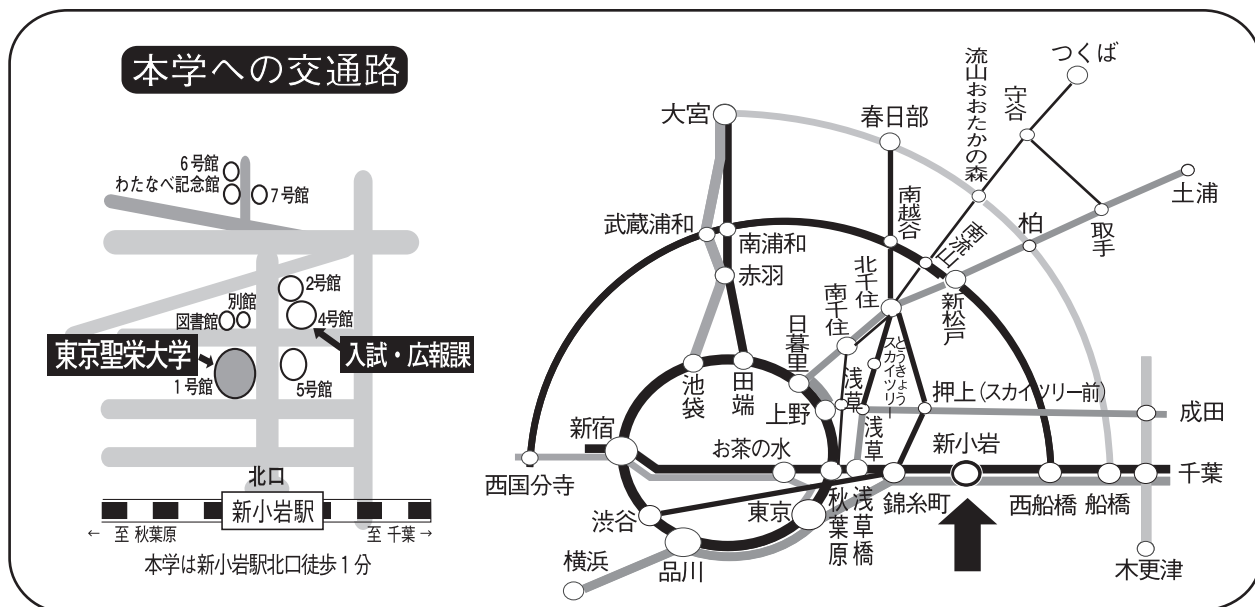 本学への交通路
6号館
わたなべ記念館
7号館
2号館
別館
図書館
4号館
東京聖栄大学
入試・広報課
1号館
5号館
北口
新小岩駅
← 至 秋葉原
至 千葉 →
本学は新小岩駅北口徒歩1分
大宮
春日部
流山おおたかの森
守谷
つくば
土浦
取手
柏
武蔵浦和
南浦和
南越谷
南流山
赤羽
北千住
新松戸
南千住
日暮里
池袋
田端
上野
浅草
とうきょう
スカイツリー
押上(スカイツリー前)
成田
浅草
新宿
お茶の水
新小岩
千葉
西国分寺
渋谷
東京
秋葉原
浅草橋
錦糸町
西船橋
船橋
横浜
品川
木更津